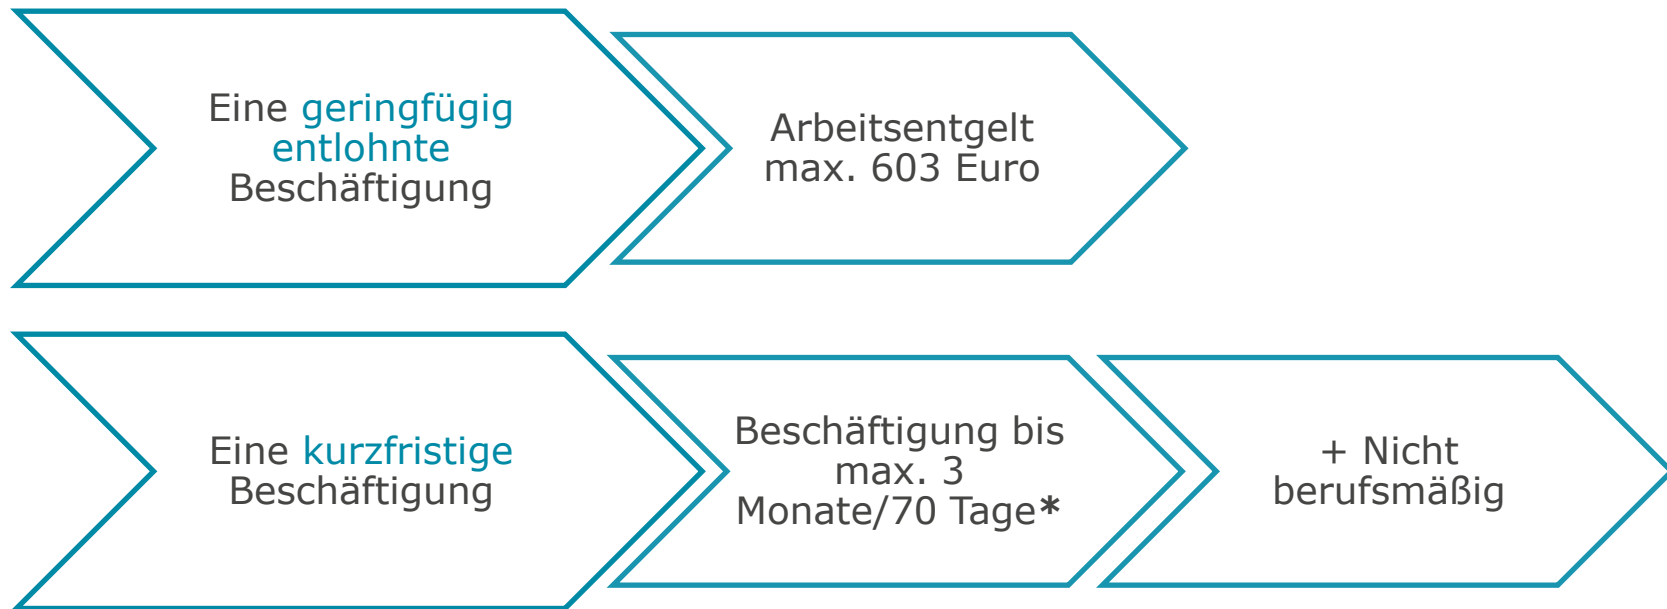 Eine geringfügig
entlohnte
Beschäftigung
Arbeitsentgelt
max. 603 Euro
Eine kurzfristige
Beschäftigung
Beschäftigung bis
max. 3
Monate/70 Tage*
+ Nicht
berufsmäßig